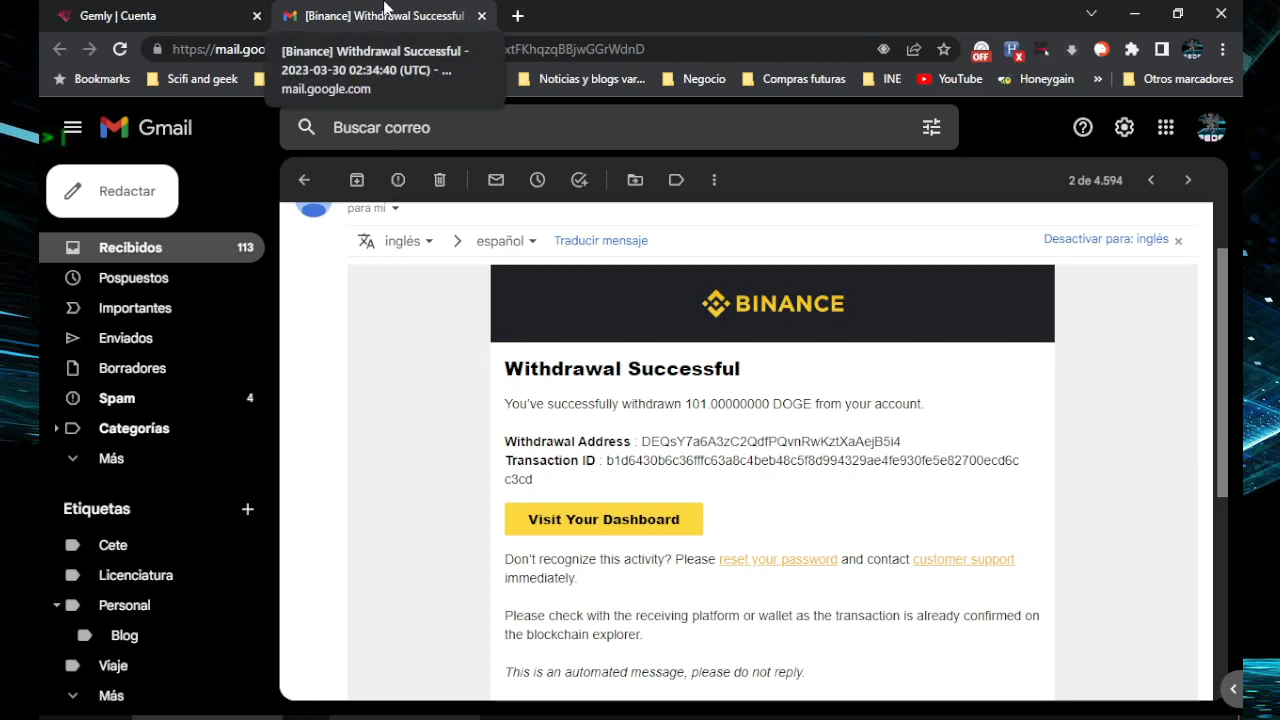 Gemly | Cuenta
[Binance] Withdrawal Successful
https://mail.goo
xtFKhqzqBBjwGGrWdnD
[Binance] Withdrawal Successful -
2023-03-30 02:34:40 (UTC) - ...
mail.google.com
OFF
Bookmarks
Scifi and geek
Noticias y blogs var...
Negocio
Compras futuras
INE
YouTube
Honeygain
»
Otros marcadores
Gmail
Buscar correo
Redactar
2 de 4.594
para mí
inglés
español
Traducir mensaje
Desactivar para: inglés
Recibidos 113
Pospuestos
Importantes
Enviados
Borradores
Spam 4
Categorías
Más
Etiquetas
Cete
Licenciatura
Personal
Blog
Viaje
Más
BINANCE
Withdrawal Successful
You've successfully withdrawn 101.00000000 DOGE from your account.
Withdrawal Address : DEQsY7a6A3zC2QdfPQvnRwKztXaAejB5i4
Transaction ID : b1d6430b6c36fffc63a8c4beb48c5f8d994329ae4fe930fe5e82700ecd6c
c3cd
Visit Your Dashboard
Don't recognize this activity? Please reset your password and contact customer support
immediately.
Please check with the receiving platform or wallet as the transaction is already confirmed on
the blockchain explorer.
This is an automated message, please do not reply.